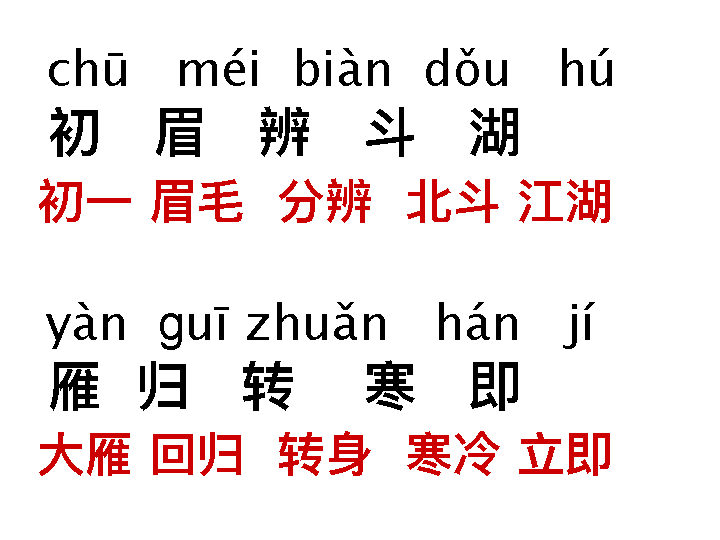 chū méi biàn dǒu hú
初 眉 辨 斗 湖
初一 眉毛 分辨 北斗 江湖
yàn guī zhuǎn hán jí
雁 归 转 寒 即
大雁 回归 转身 寒冷 立即